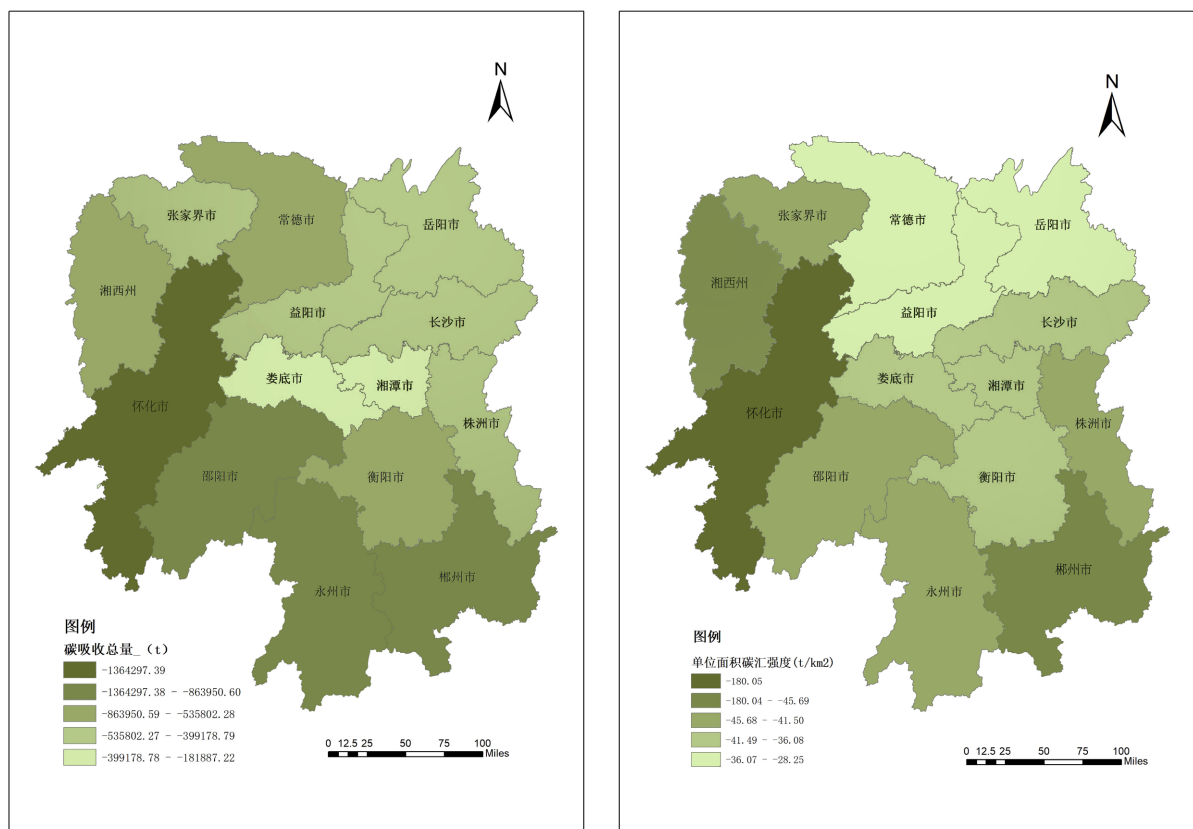 N
张家界市
常德市
岳阳市
湘西州
益阳市
长沙市
娄底市
湘潭市
怀化市
株洲市
邵阳市
衡阳市
永州市
郴州市
图例
碳吸收总量_（t）
-1364297.39
-1364297.38 - -863950.60
-863950.59 - -535802.28
-535802.27 - -399178.79
-399178.78 - -181887.22
0 12.5 25 50 75 100
Miles
N
张家界市
常德市
岳阳市
湘西州
益阳市
长沙市
娄底市
湘潭市
怀化市
株洲市
邵阳市
衡阳市
郴州市
永州市
图例
单位面积碳汇强度(t/km2)
-180.05
-180.04 - -45.69
-45.68 - -41.50
-41.49 - -36.08
-36.07 - -28.25
0 12.5 25 50 75 100
Miles